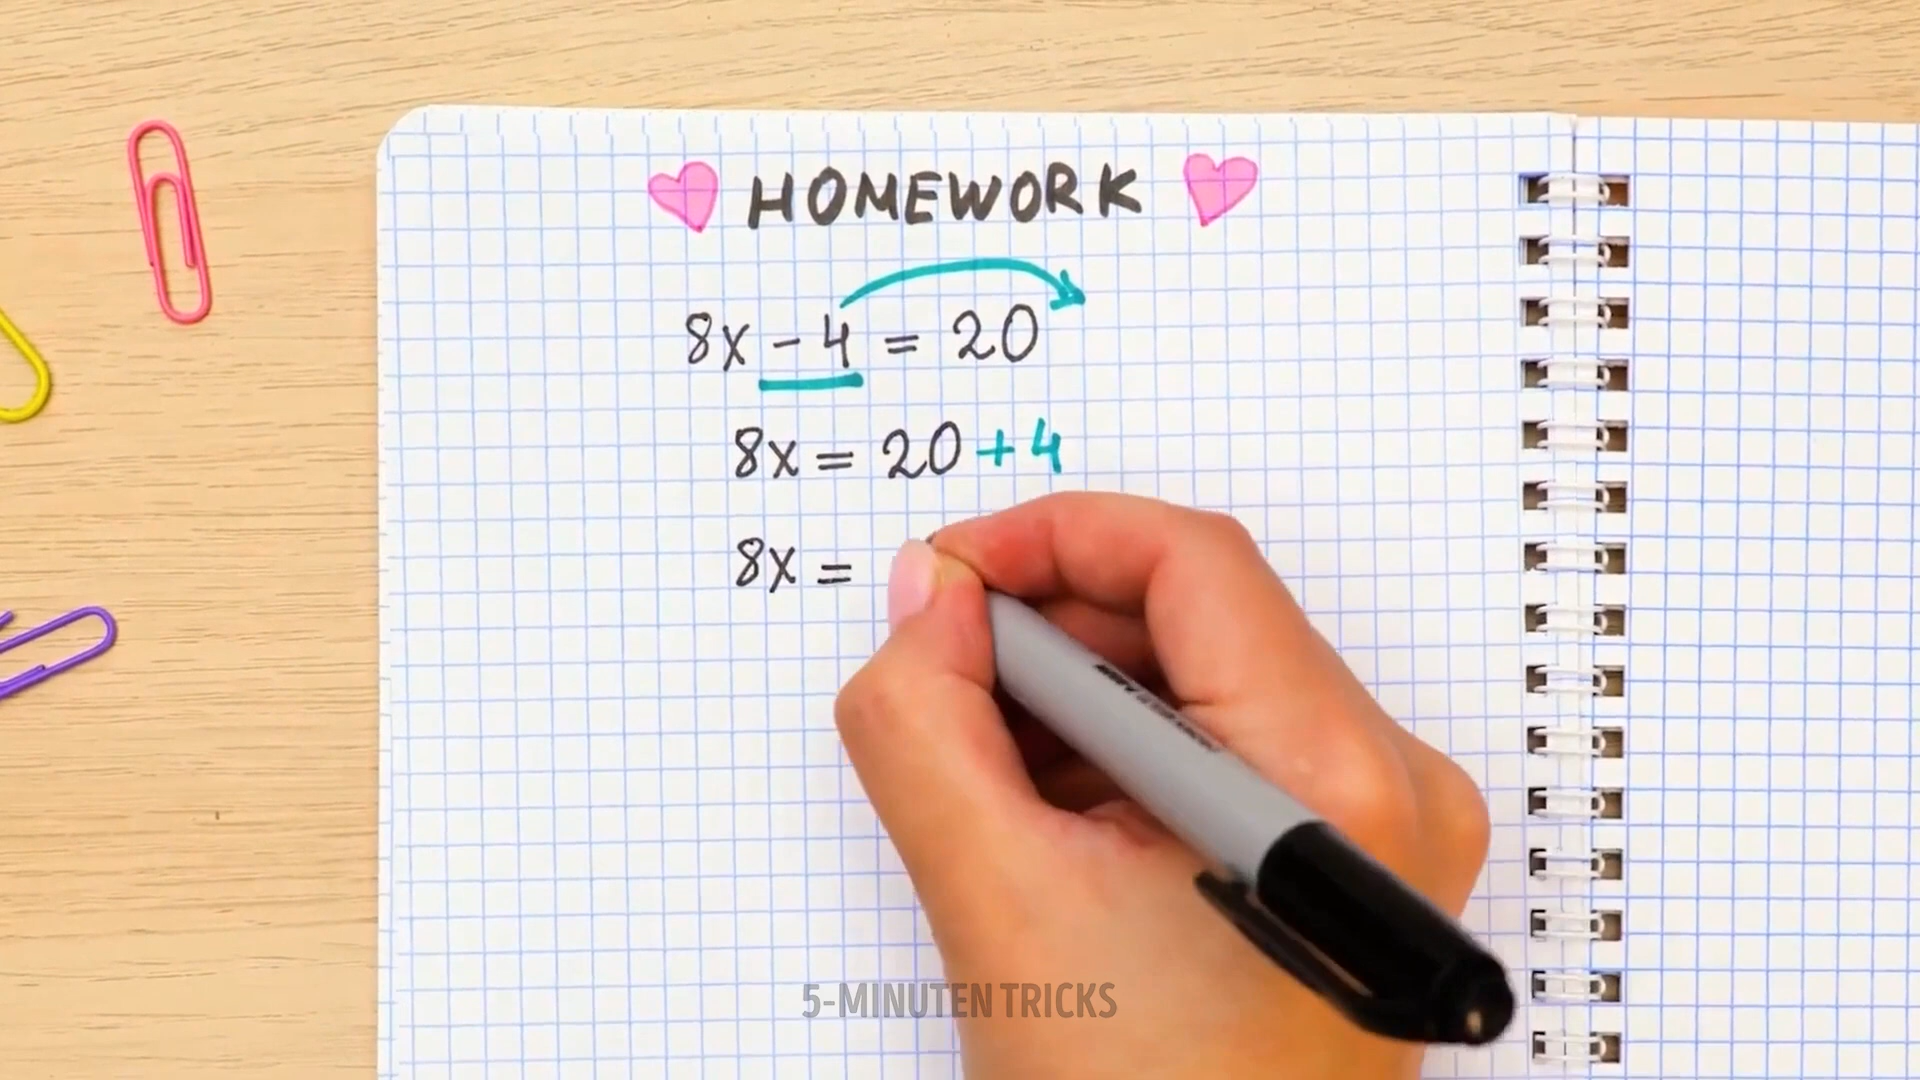 HOMEWORK
8x - 4 = 20
8x = 20 + 4
8x =
5-MINUTEN TRICKS